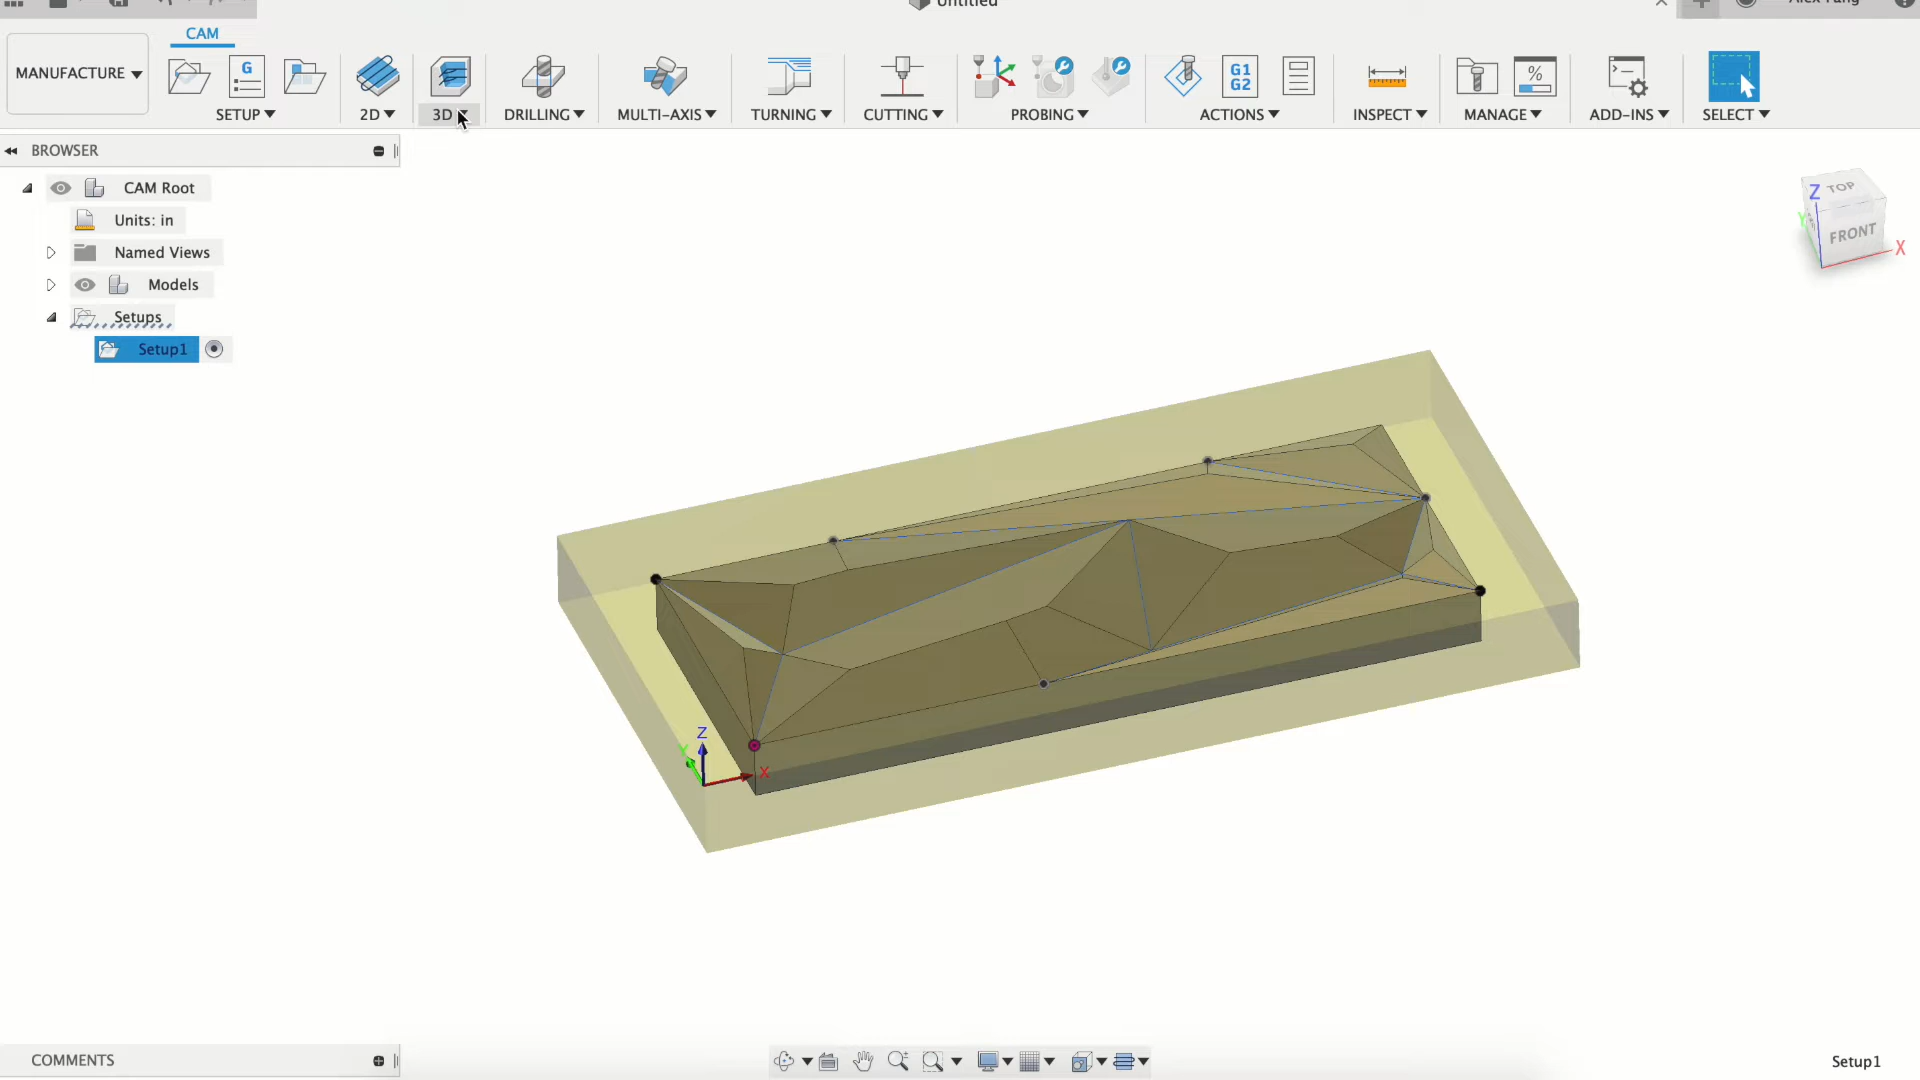 Untitled
CAM
MANUFACTURE
G
G1
G2
%
SETUP
2D
3D
DRILLING
MULTI-AXIS
TURNING
CUTTING
PROBING
ACTIONS
INSPECT
MANAGE
ADD-INS
SELECT
BROWSER
CAM Root
Units: in
Named Views
Models
Setups
Setup1
Z
TOP
Y
FRONT
X
Z
Y
X
COMMENTS
Setup1